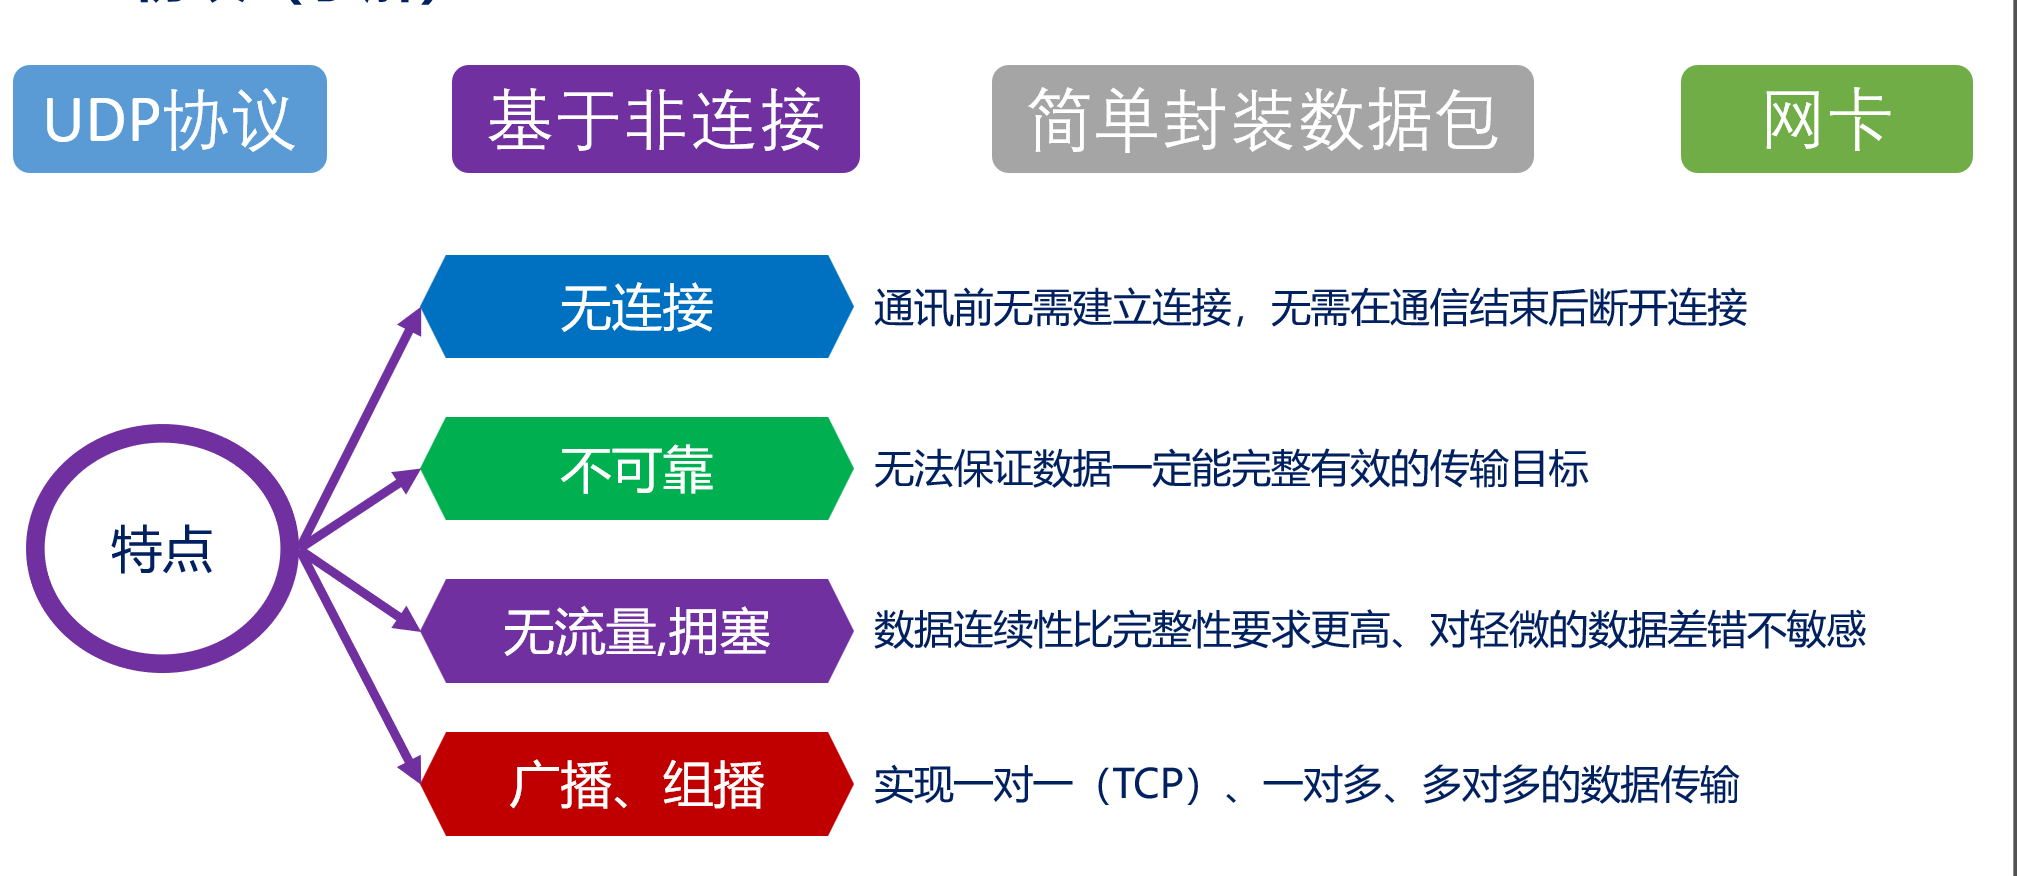 UDP协议
基于非连接
简单封装数据包
网卡
特点
无连接
通讯前无需建立连接，无需在通信结束后断开连接
不可靠
无法保证数据一定能完整有效的传输目标
无流量,拥塞
数据连续性比完整性要求更高、对轻微的数据差错不敏感
广播、组播
实现一对一（TCP）、一对多、多对多的数据传输